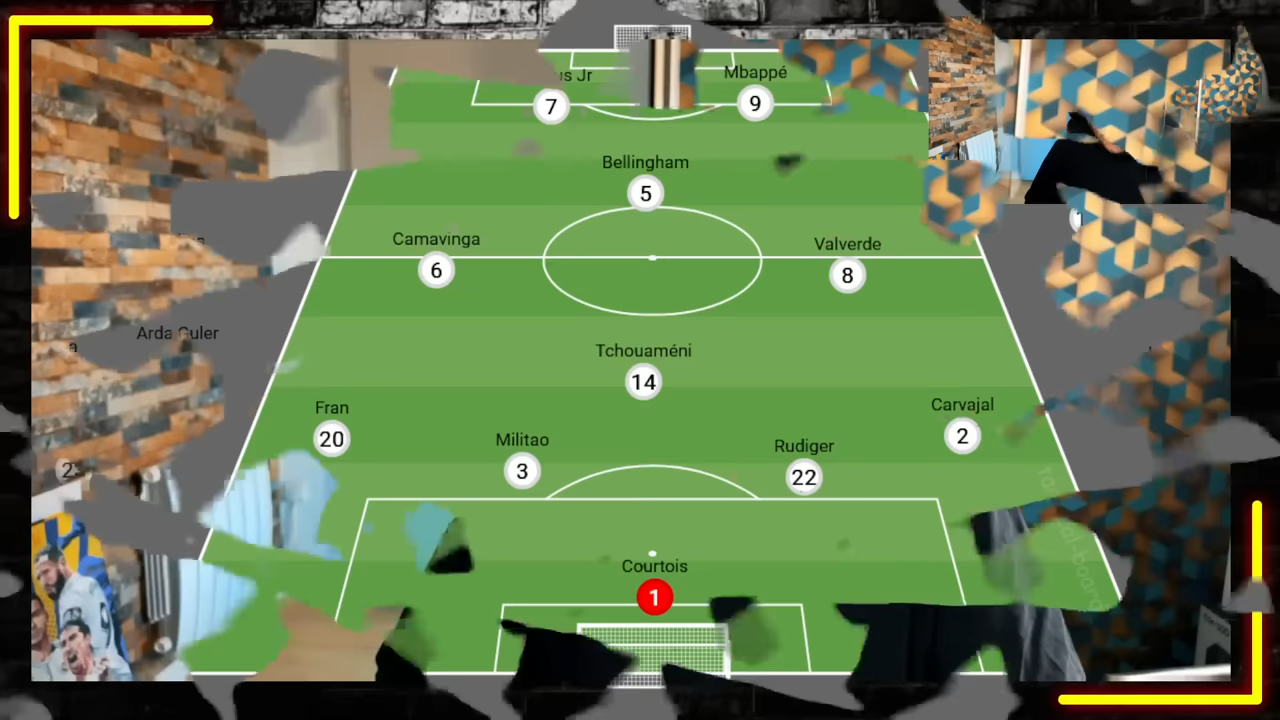 Mbappé
7
9
Bellingham
5
Camavinga
6
Valverde
8
Arda Guler
Tchouaméni
14
Fran
20
Carvajal
2
Militao
3
Rudiger
22
Courtois
1